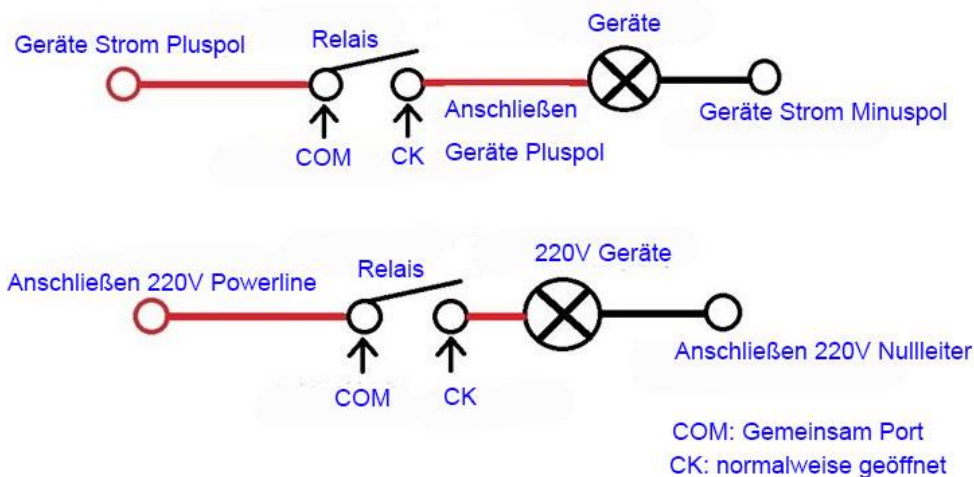 Geräte
Geräte Strom Pluspol
Relais
Anschließen
Geräte Pluspol
Geräte Strom Minuspol
COM
CK
220V Geräte
Anschließen 220V Powerline
Relais
Anschließen 220V Nullleiter
COM
CK
COM: Gemeinsam Port
CK: normalweise geöffnet